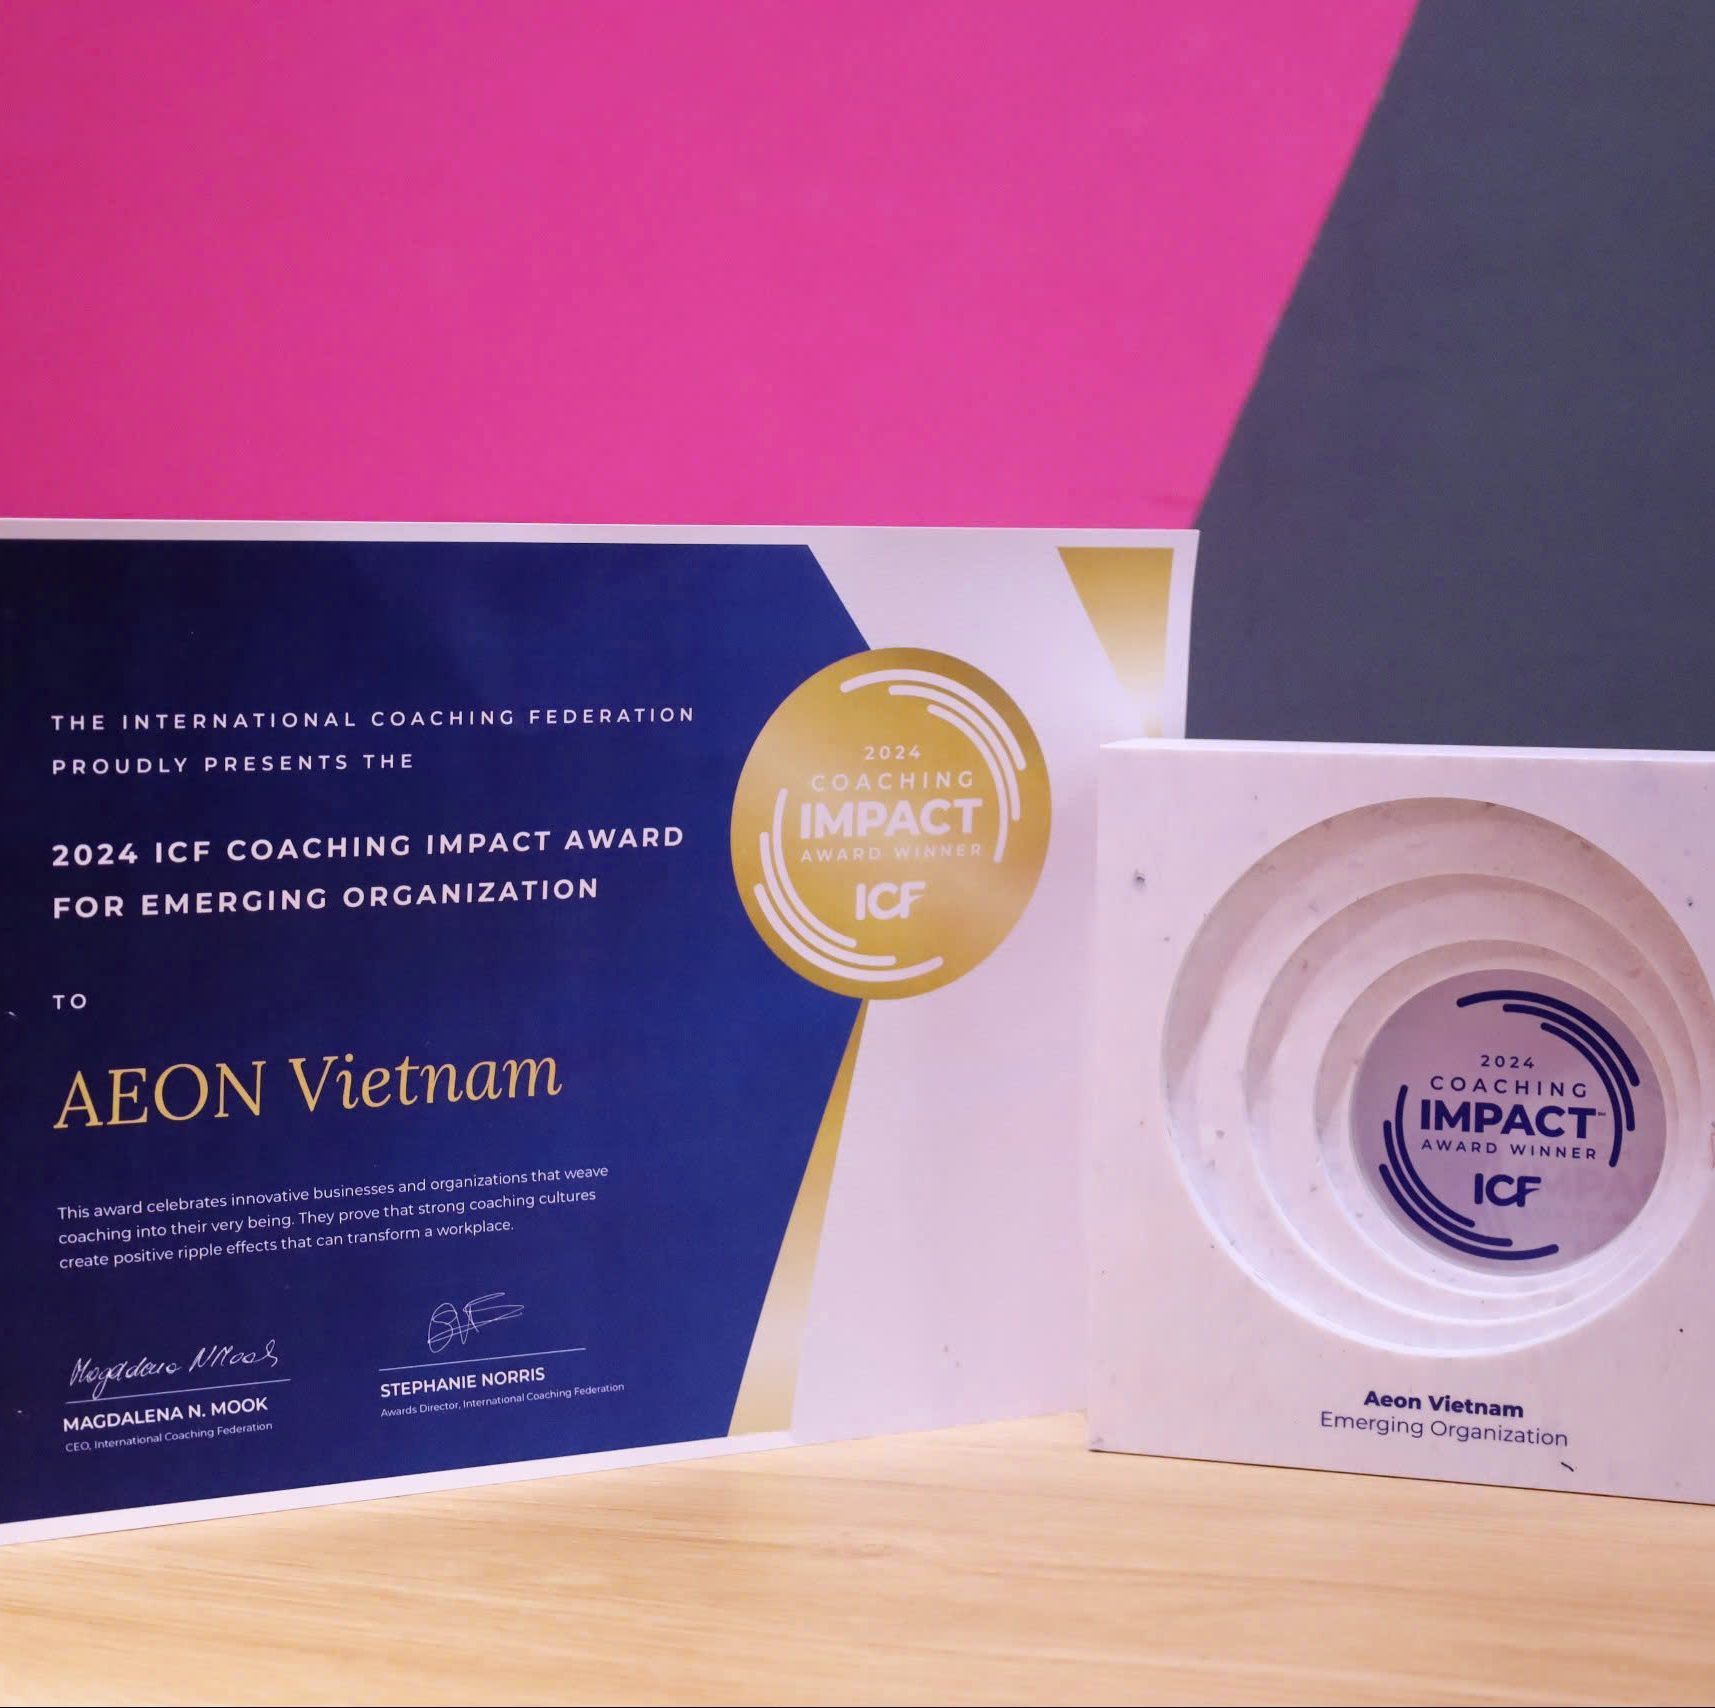 THE INTERNATIONAL COACHING FEDERATION
PROUDLY PRESENTS THE
2024 ICF COACHING IMPACT AWARD
FOR EMERGING ORGANIZATION
TO
AEON Vietnam
This award celebrates innovative businesses and organizations that weave
coaching into their very being. They prove that strong coaching cultures
create positive ripple effects that can transform a workplace.
Magdalena N Mook
MAGDALENA N. MOOK
CEO, International Coaching Federation
STEPHANIE NORRIS
Awards Director, International Coaching Federation
2024
COACHING
IMPACT
AWARD WINNER
ICF
2024
COACHING
IMPACT
AWARD WINNER
ICF
Aeon Vietnam
Emerging Organization